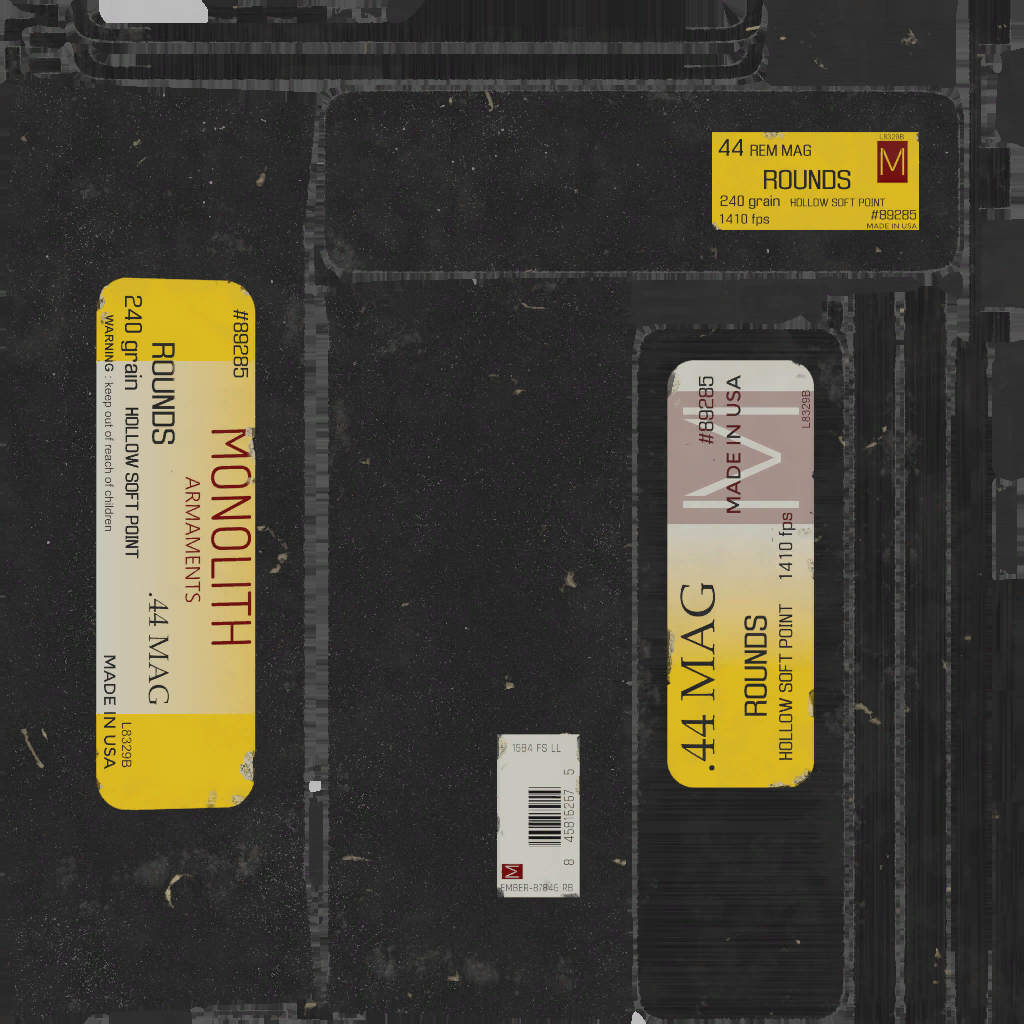 44 REM MAG
L8329B
M
ROUNDS
240 grain HOLLOW SOFT POINT
1410 fps
#89285
MADE IN USA
#89285
MONOLITH
ARMAMENTS
ROUNDS
.44 MAG
240 grain HOLLOW SOFT POINT
WARNING : keep out of reach of children
MADE IN USA
L8329B
M
#89285
MADE IN USA
L8329B
.44 MAG
ROUNDS
HOLLOW SOFT POINT 1410 fps
1584 FS LL
8 45815267 5
M
EMBER-87846 RB